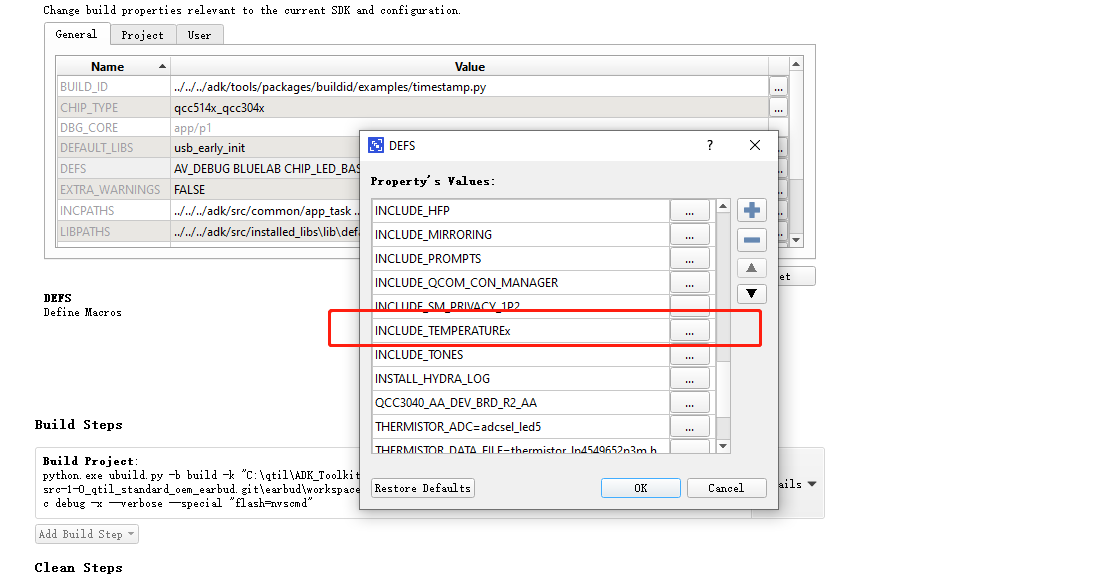 Change build properties relevant to the current SDK and configuration.
General Project User
Name Value
BUILD_ID ../../../adk/tools/packages/buildid/examples/timestamp.py ...
CHIP_TYPE qcc514x_qcc304x ...
DBG_CORE app/p1
DEFAULT_LIBS usb_early_init
DEFS AV_DEBUG BLUELAB CHIP_LED_BAS
EXTRA_WARNINGS FALSE
INCPATHS ../../../adk/src/common/app_task ..
LIBPATHS ../../../adk/src/installed_libs\lib\def
DEFS
Define Macros
DEFS ?
Property's Values:
INCLUDE_HFP ...
INCLUDE_MIRRORING ...
INCLUDE_PROMPTS ...
INCLUDE_QCOM_CON_MANAGER ...
INCLUDE_SM_PRIVACY_1P2
INCLUDE_TEMPERATUREx ...
INCLUDE_TONES ...
INSTALL_HYDRA_LOG ...
QCC3040_AA_DEV_BRD_R2_AA ...
THERMISTOR_ADC=adcsel_led5 ...
THERMISTOR_DATA_FILE=thermistor_
Restore Defaults OK Cancel
et
Build Steps
Build Project:
python.exe ubuild.py -b build -k "C:\qtil\ADK_Toolkit
src-1-0_qtil_standard_oem_earbud.git\earbud\workspace
c debug -x --verbose --special "flash=nvscmd"
ails
Add Build Step
Clean Steps